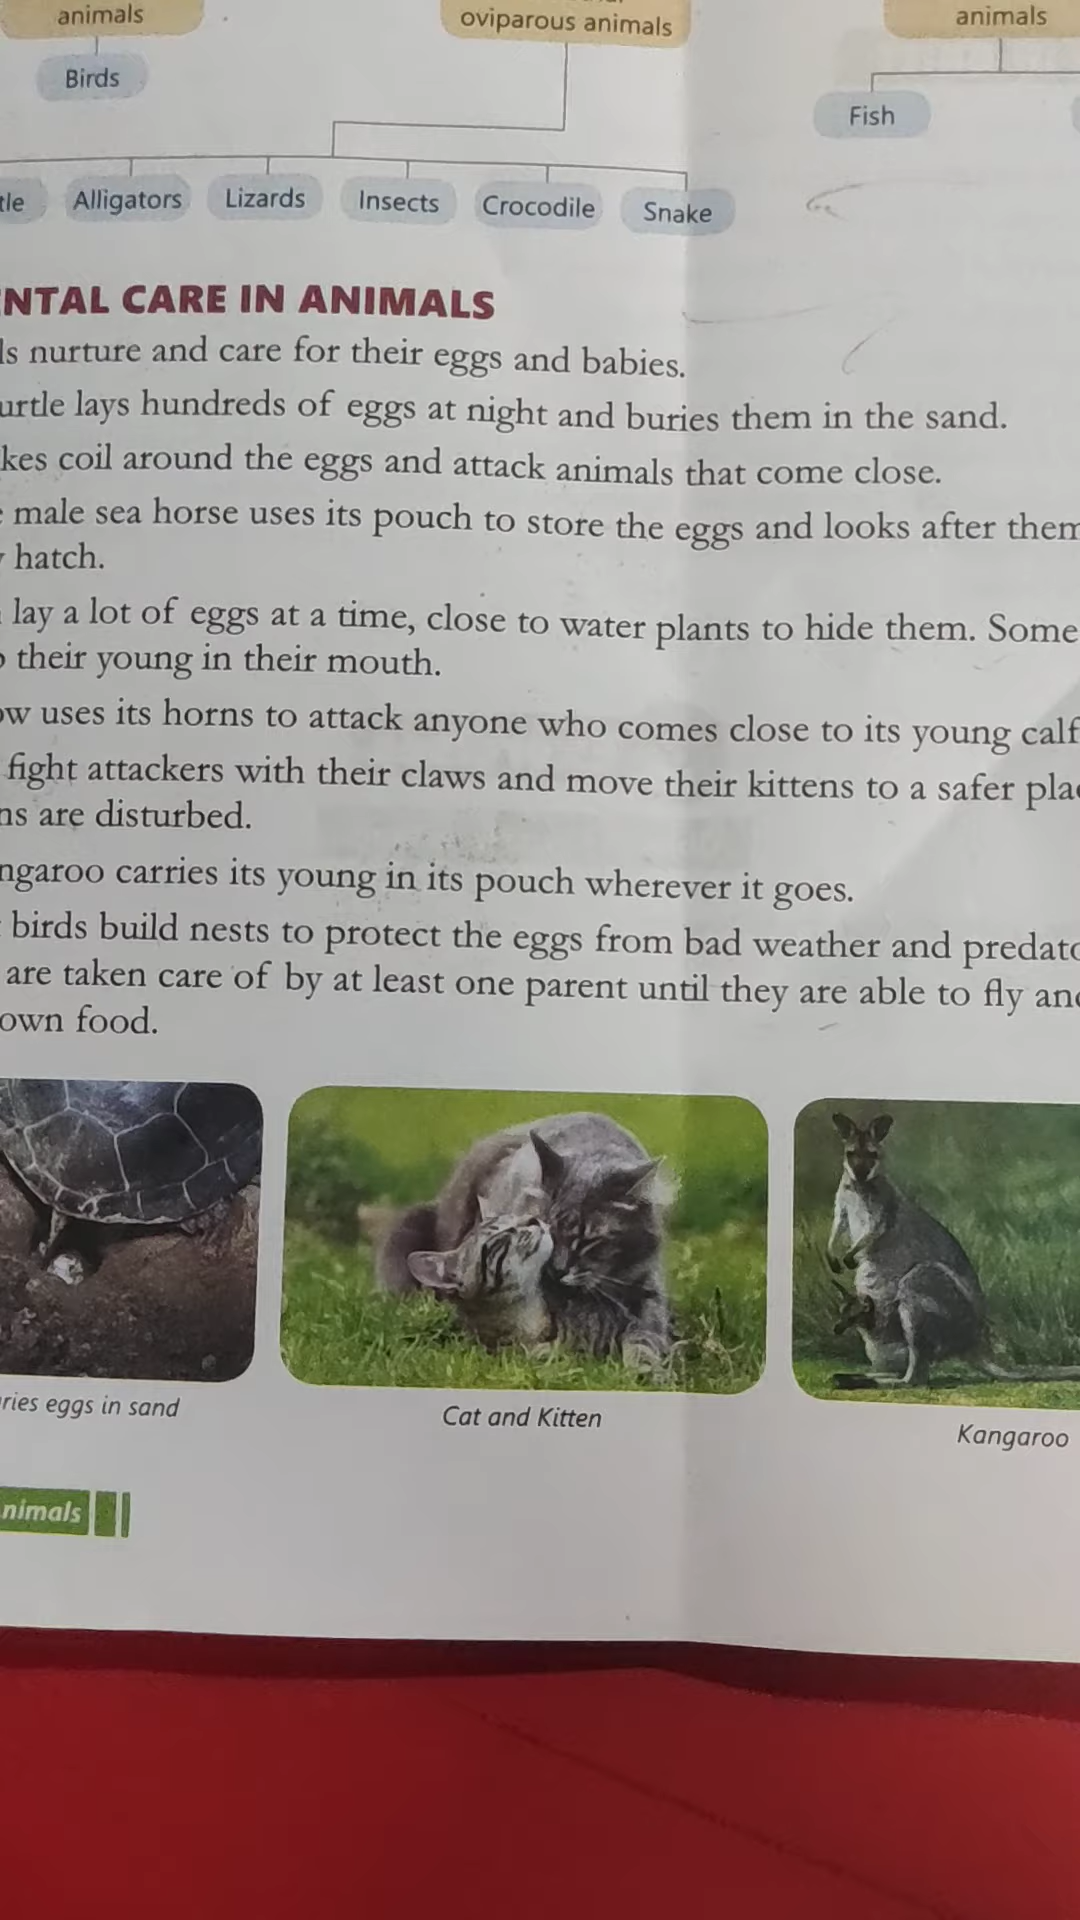 animals
oviparous animals
animals
Birds
Fish
Alligators
Lizards
Insects
Crocodile
Snake
NTAL CARE IN ANIMALS
ls nurture and care for their eggs and babies.
urtle lays hundreds of eggs at night and buries them in the sand.
kes coil around the eggs and attack animals that come close.
male sea horse uses its pouch to store the eggs and looks after them
hatch.
lay a lot of eggs at a time, close to water plants to hide them. Some
their young in their mouth.
ow uses its horns to attack anyone who comes close to its young calf
fight attackers with their claws and move their kittens to a safer pla
ns are disturbed.
ngaroo carries its young in its pouch wherever it goes.
birds build nests to protect the eggs from bad weather and predato
are taken care of by at least one parent until they are able to fly and
own food.
ries eggs in sand
Cat and Kitten
Kangaroo
nimals